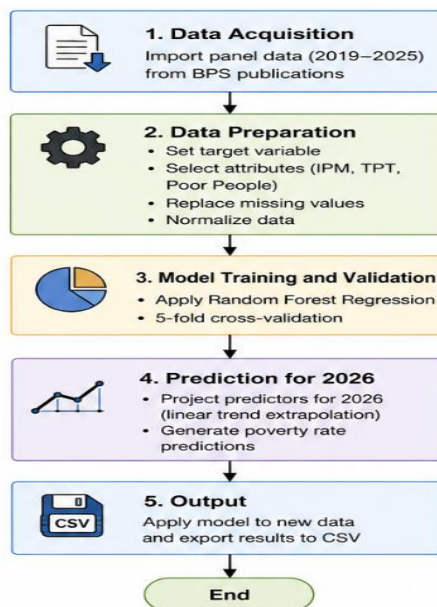 1. Data Acquisition
Import panel data (2019–2025)
from BPS publications
2. Data Preparation
• Set target variable
• Select attributes (IPM, TPT,
Poor People)
• Replace missing values
• Normalize data
3. Model Training and Validation
• Apply Random Forest Regression
• 5-fold cross-validation
4. Prediction for 2026
• Project predictors for 2026
(linear trend extrapolation)
• Generate poverty rate
predictions
5. Output
CSV
Apply model to new data
and export results to CSV
End